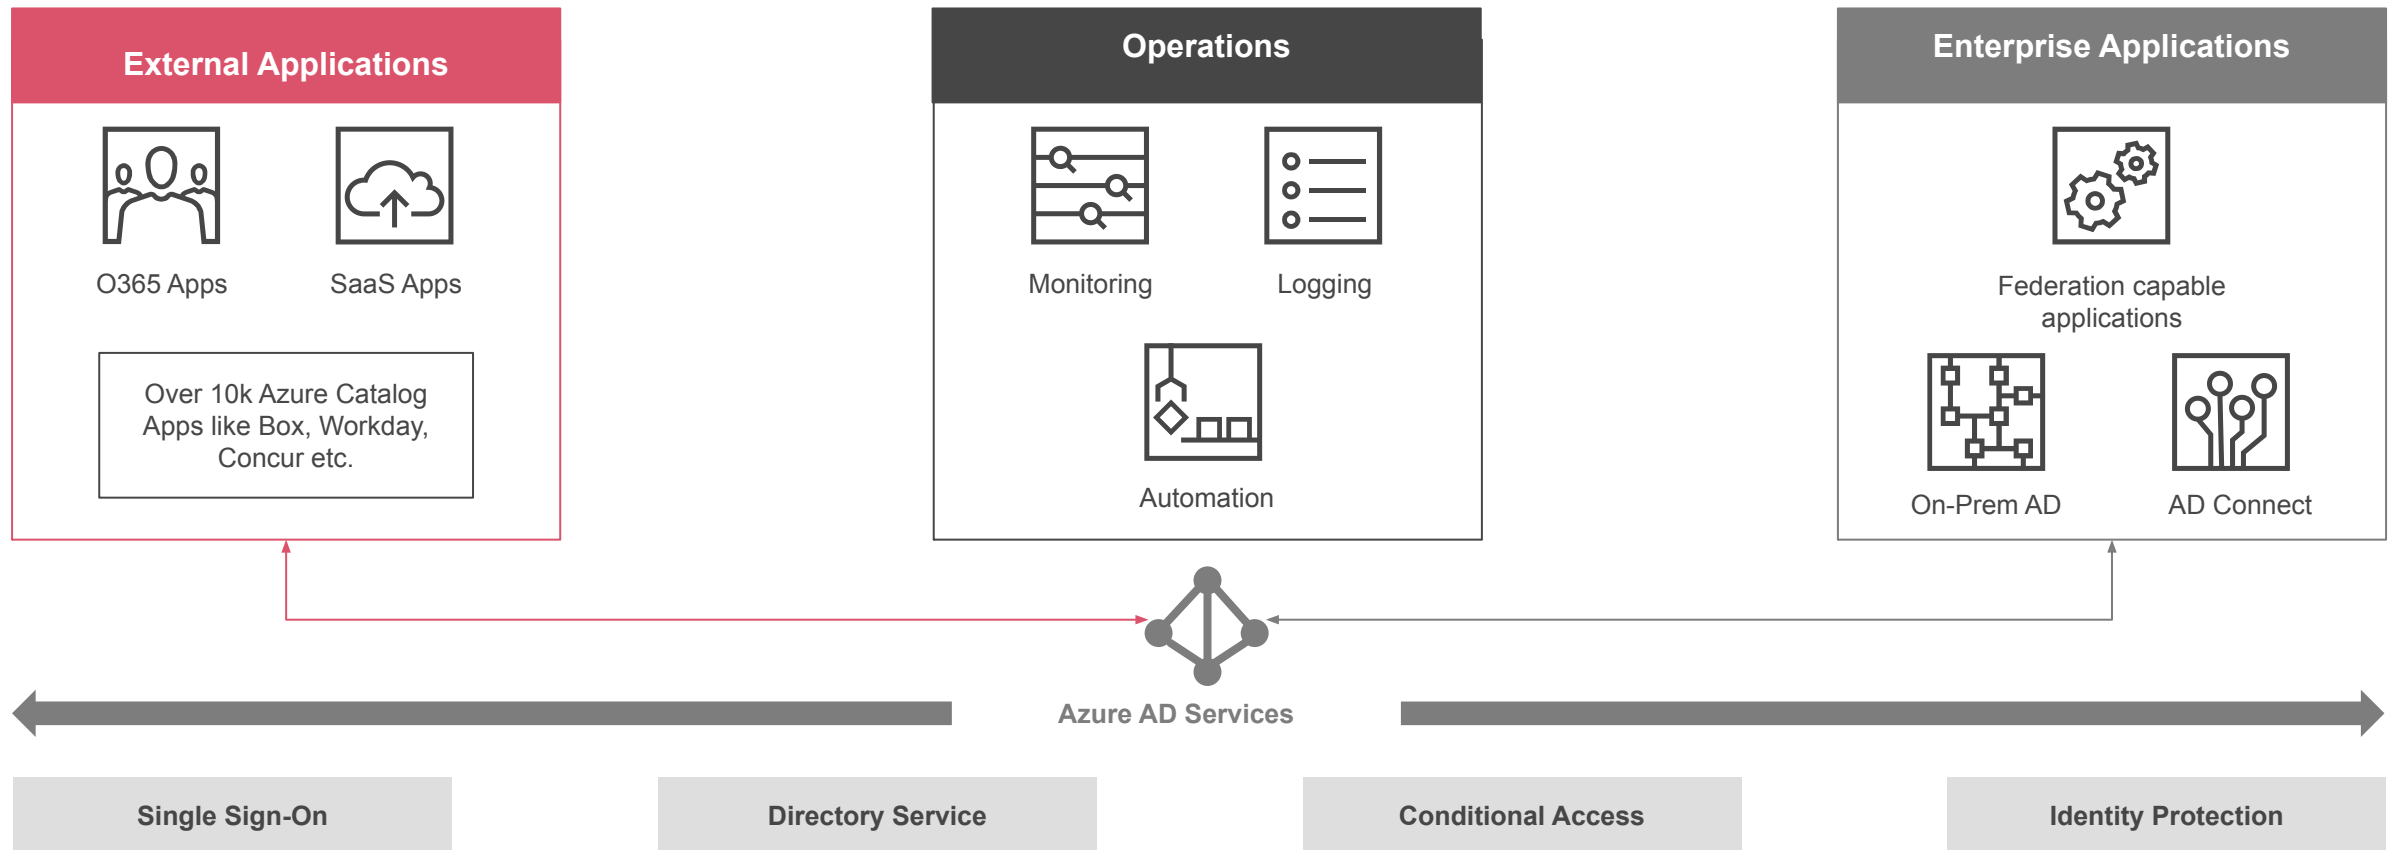 External Applications
O365 Apps
SaaS Apps
Over 10k Azure Catalog
Apps like Box, Workday,
Concur etc.
Operations
Monitoring
Logging
Automation
Enterprise Applications
Federation capable
applications
On-Prem AD
AD Connect
Azure AD Services
Single Sign-On
Directory Service
Conditional Access
Identity Protection